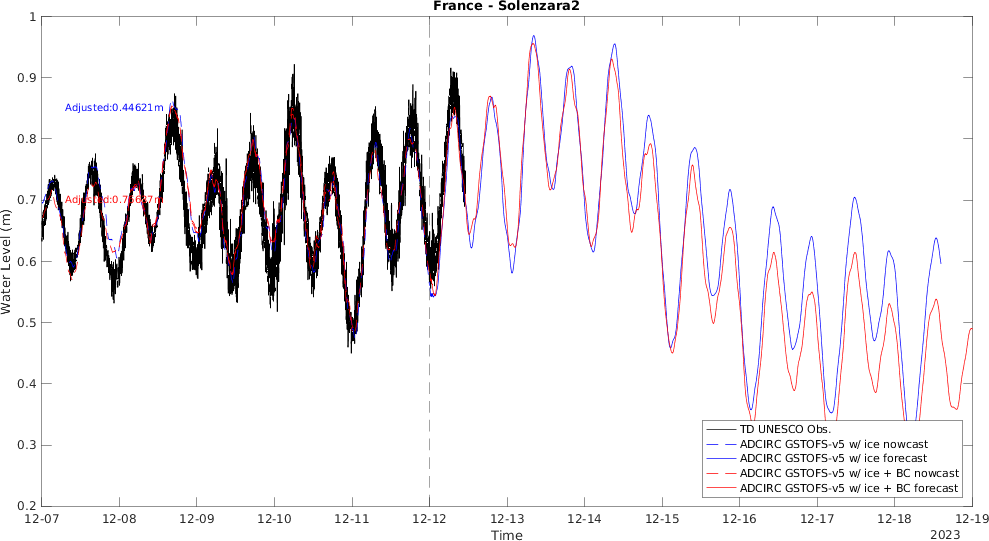 France - Solenzara2
1
0.9
0.8
0.7
0.6
0.5
0.4
0.3
0.2
Water Level (m)
Adjusted:0.44621m
TD UNESCO Obs.
ADCIRC GSTOFS-v5 w/ ice nowcast
ADCIRC GSTOFS-v5 w/ ice forecast
ADCIRC GSTOFS-v5 w/ ice + BC nowcast
ADCIRC GSTOFS-v5 w/ ice + BC forecast
12-07 12-08 12-09 12-10 12-11 12-12 12-13 12-14 12-15 12-16 12-17 12-18 12-19
Time
2023